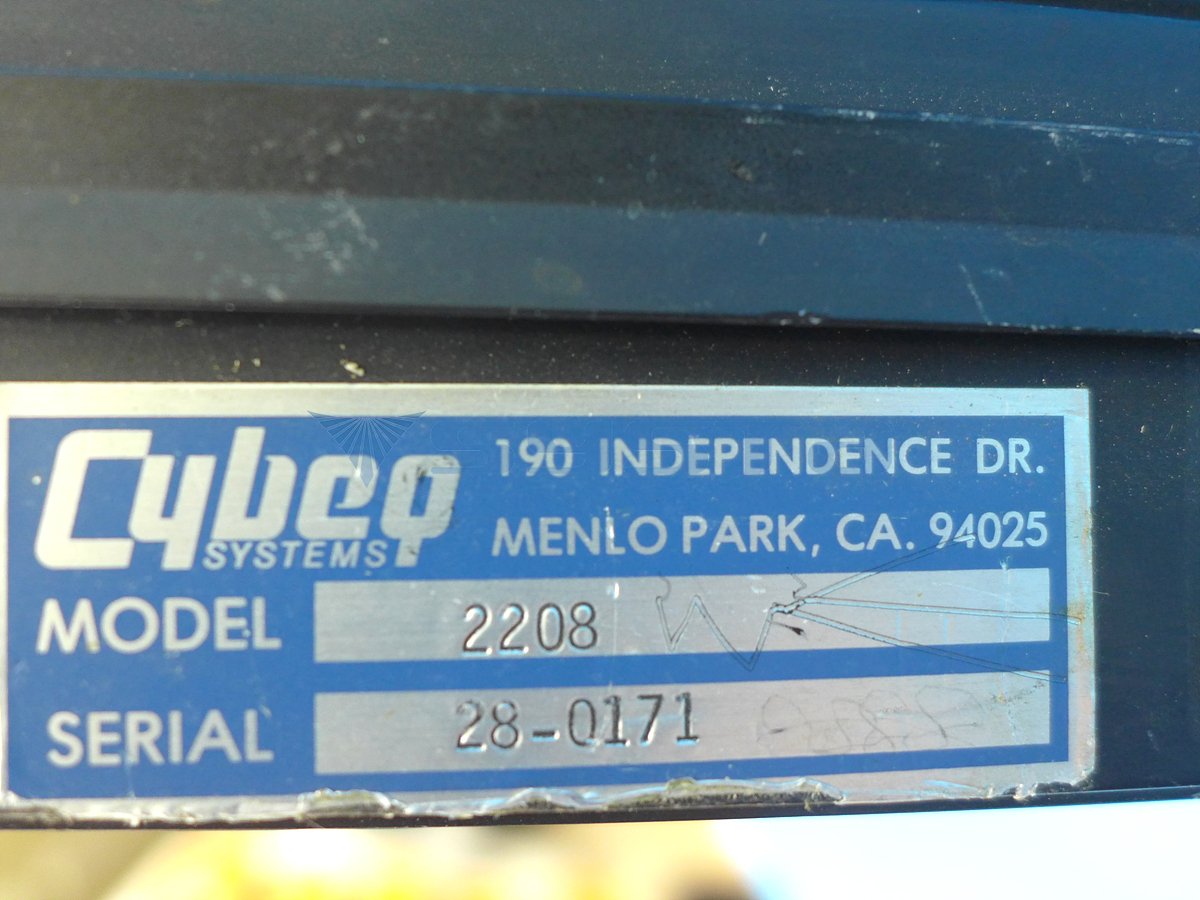 Cybeq
SYSTEMS
190 INDEPENDENCE DR.
MENLO PARK, CA. 94025
MODEL 2208
SERIAL 28-0171